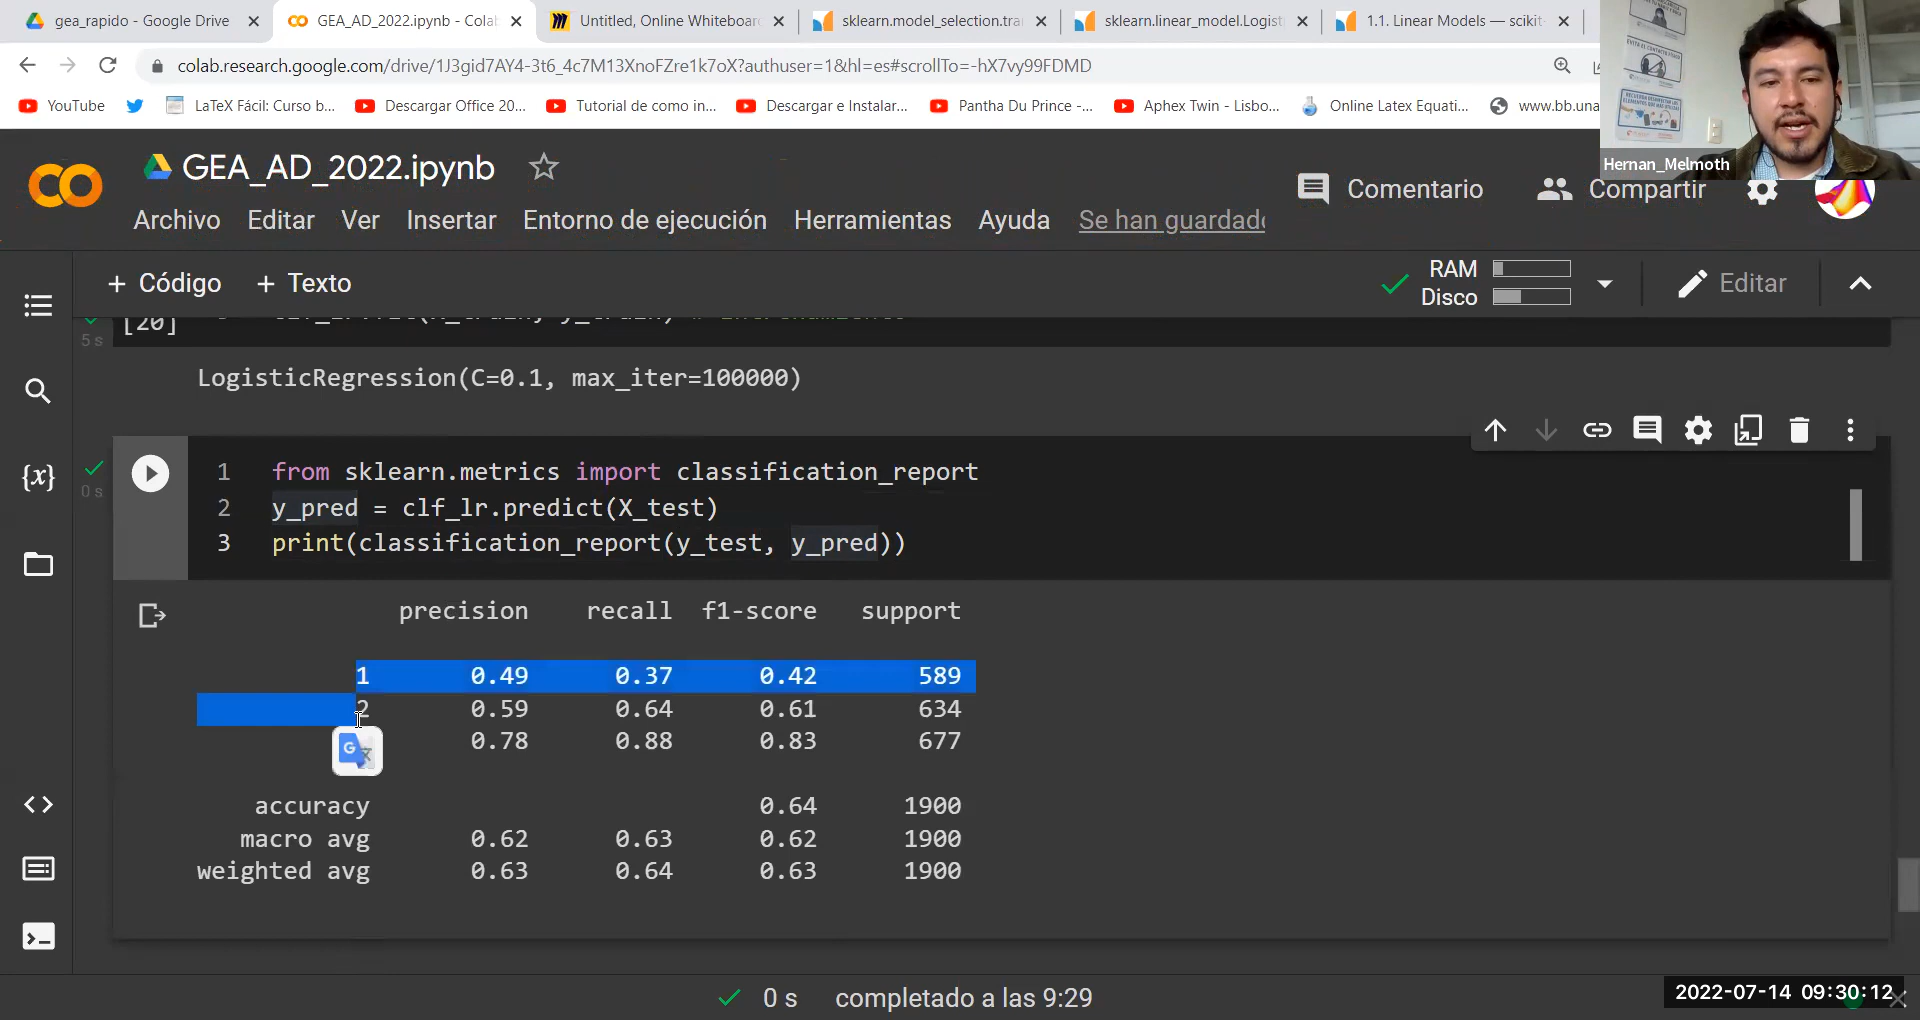 gea_rapido - Google Drive
GEA_AD_2022.ipynb - Colab
Untitled, Online Whiteboar
sklearn.model_selection.tra
sklearn.linear_model.Logist
1.1. Linear Models — scikit-
colab.research.google.com/drive/1J3gid7AY4-3t6_4c7M13XnoFZre1k7oX?authuser=1&hl=es#scrollTo=-hX7vy99FDMD
YouTube
LaTeX Fácil: Curso b...
Descargar Office 20...
Tutorial de como in...
Descargar e Instalar...
Pantha Du Prince -...
Aphex Twin - Lisbo...
Online Latex Equati...
www.bb.una
Hernan_Melmoth
GEA_AD_2022.ipynb
Comentario
Compartir
Archivo Editar Ver Insertar Entorno de ejecución Herramientas Ayuda Se han guardado
+ Código + Texto
RAM
Disco
Editar
[20]
5 s
LogisticRegression(C=0.1, max_iter=100000)
0 s
1 from sklearn.metrics import classification_report
2 y_pred = clf_lr.predict(X_test)
3 print(classification_report(y_test, y_pred))
precision recall f1-score support
1 0.49 0.37 0.42 589
2 0.59 0.64 0.61 634
0.78 0.88 0.83 677
accuracy 0.64 1900
macro avg 0.62 0.63 0.62 1900
weighted avg 0.63 0.64 0.63 1900
0 s completado a las 9:29
2022-07-14 09:30:12